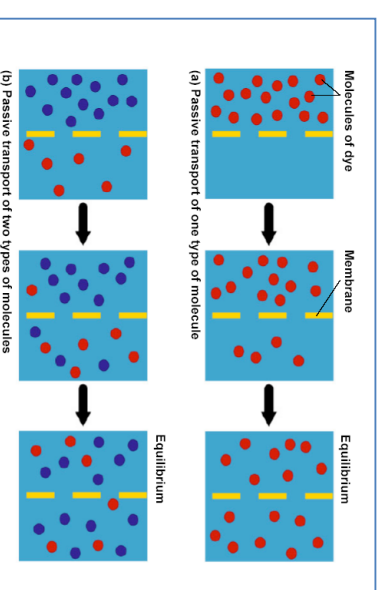 Molecules of dye
Membrane
Equilibrium
(a) Passive transport of one type of molecule
Equilibrium
(b) Passive transport of two types of molecules